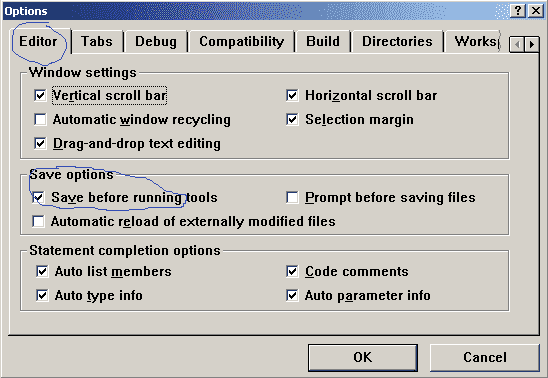 Options
Editor Tabs Debug Compatibility Build Directories Works
Window settings
Vertical scroll bar Horizontal scroll bar
Automatic window recycling Selection margin
Drag-and-drop text editing
Save options
Save before running tools Prompt before saving files
Automatic reload of externally modified files
Statement completion options
Auto list members Code comments
Auto type info Auto parameter info
OK Cancel